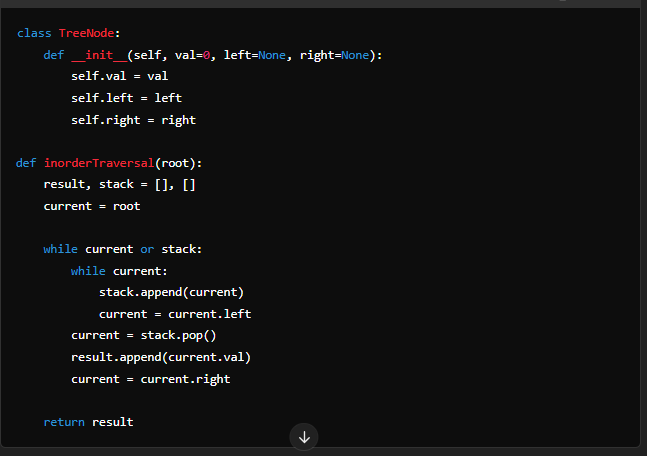 class TreeNode:
    def __init__(self, val=0, left=None, right=None):
        self.val = val
        self.left = left
        self.right = right

def inorderTraversal(root):
    result, stack = [], []
    current = root

    while current or stack:
        while current:
            stack.append(current)
            current = current.left
        current = stack.pop()
        result.append(current.val)
        current = current.right

    return result